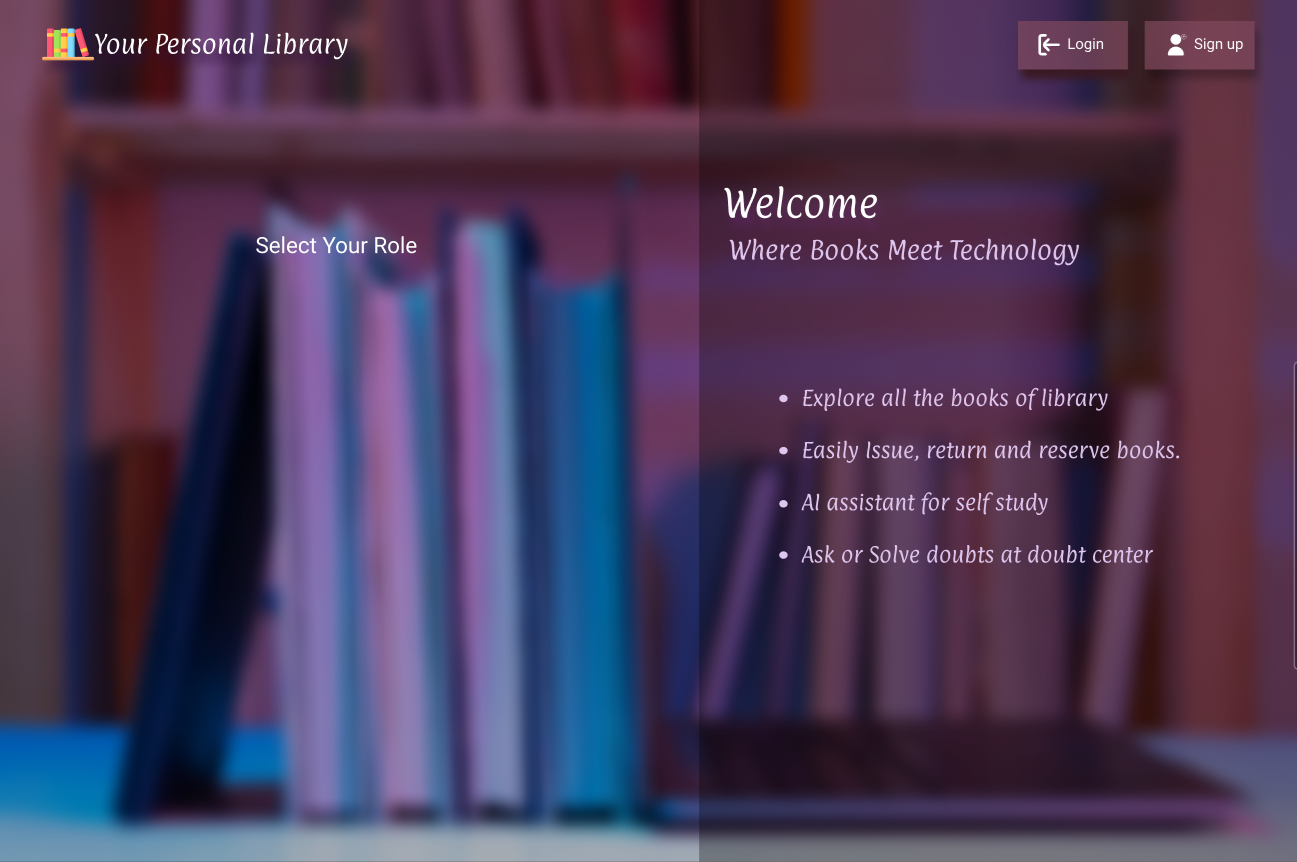 Your Personal Library
Login
Sign up
Select Your Role
Welcome
Where Books Meet Technology
• Explore all the books of library
• Easily Issue, return and reserve books.
• AI assistant for self study
• Ask or Solve doubts at doubt center